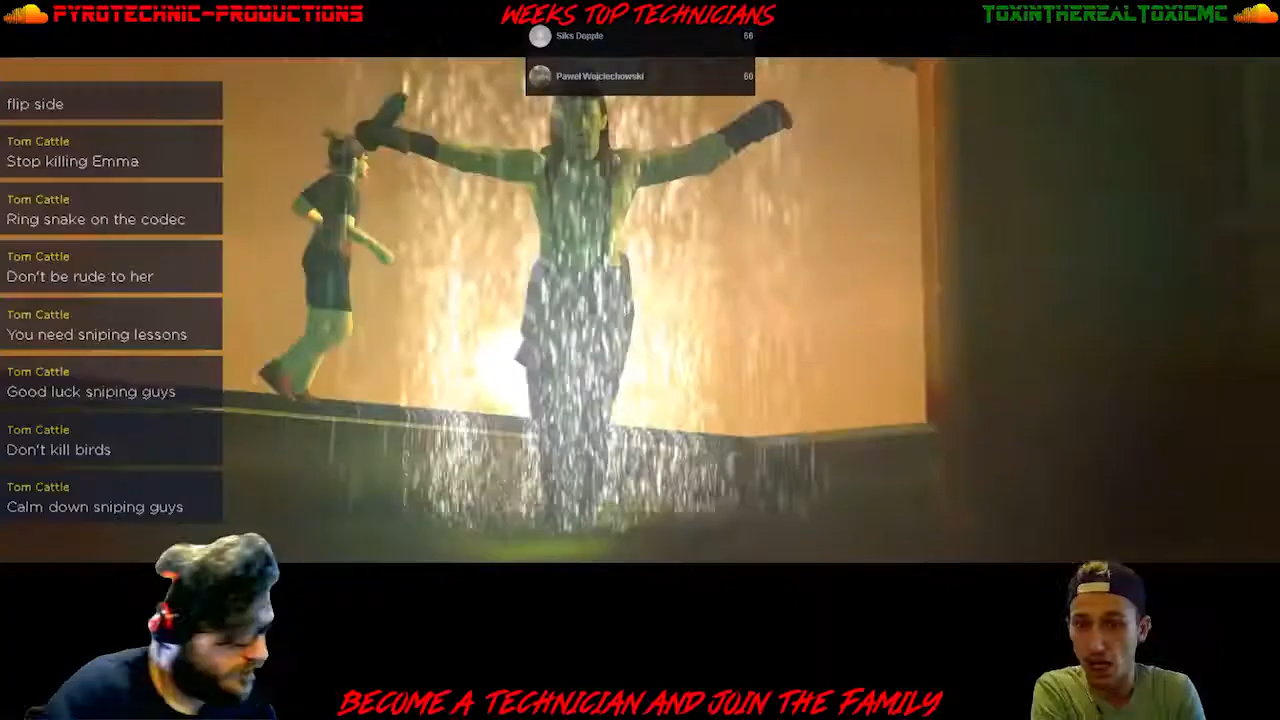 PYROTECHNIC-PRODUCTIONS
WEEKS TOP TECHNICIANS
TOXINTHEREALTOXICMC
Siks Dopple 66
Pawel Wojciechowski 60
flip side
Tom Cattle
Stop killing Emma
Tom Cattle
Ring snake on the codec
Tom Cattle
Don't be rude to her
Tom Cattle
You need sniping lessons
Tom Cattle
Good luck sniping guys
Tom Cattle
Don't kill birds
Tom Cattle
Calm down sniping guys
BECOME A TECHNICIAN AND JOIN THE FAMILY